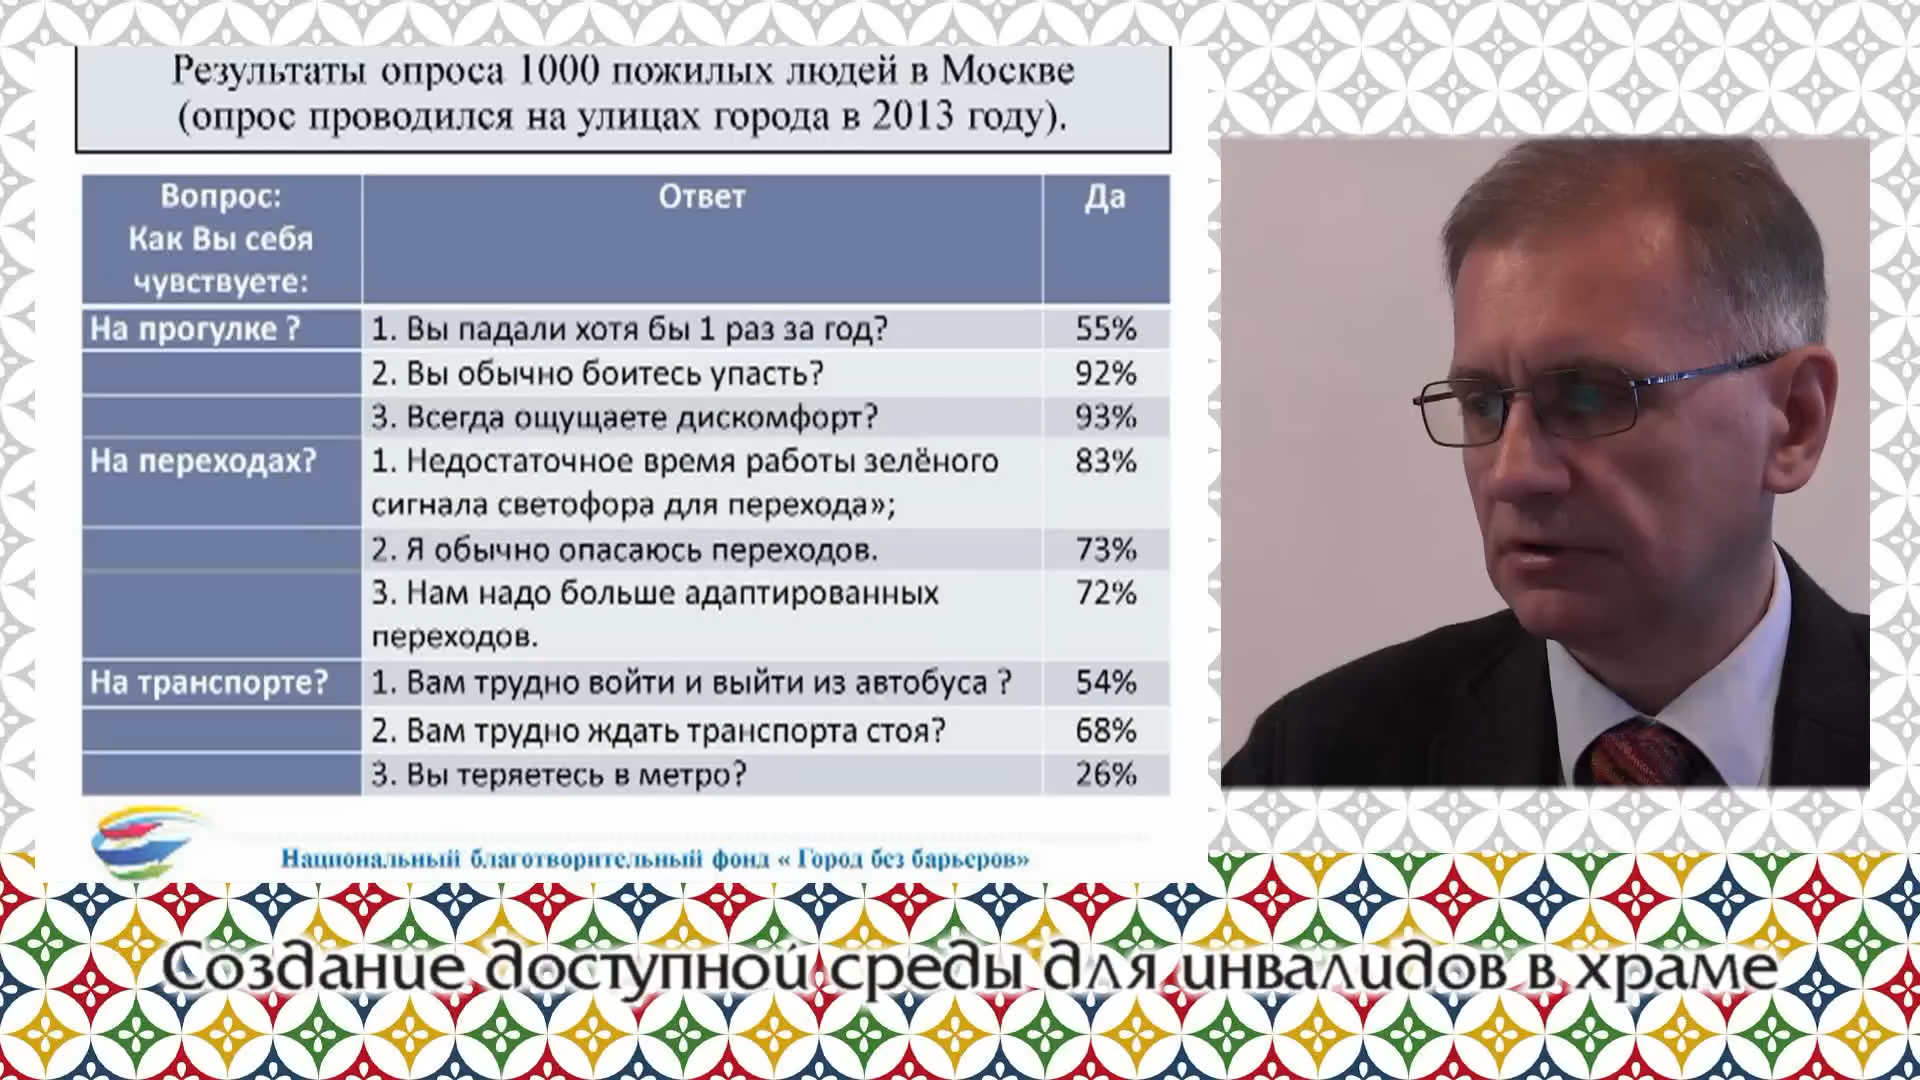 Результаты опроса 1000 пожилых людей в Москве
(опрос проводился на улицах города в 2013 году).
Вопрос:
Как Вы себя
чувствуете:
Ответ
Да
На прогулке ?
1. Вы падали хотя бы 1 раз за год?
55%
2. Вы обычно боитесь упасть?
92%
3. Всегда ощущаете дискомфорт?
93%
На переходах?
1. Недостаточное время работы зелёного
сигнала светофора для перехода»;
83%
2. Я обычно опасаюсь переходов.
73%
3. Нам надо больше адаптированных
переходов.
72%
На транспорте?
1. Вам трудно войти и выйти из автобуса ?
54%
2. Вам трудно ждать транспорта стоя?
68%
3. Вы теряетесь в метро?
26%
Национальный благотворительный фонд « Город без барьеров»
Создание доступной среды для инвалидов в храме